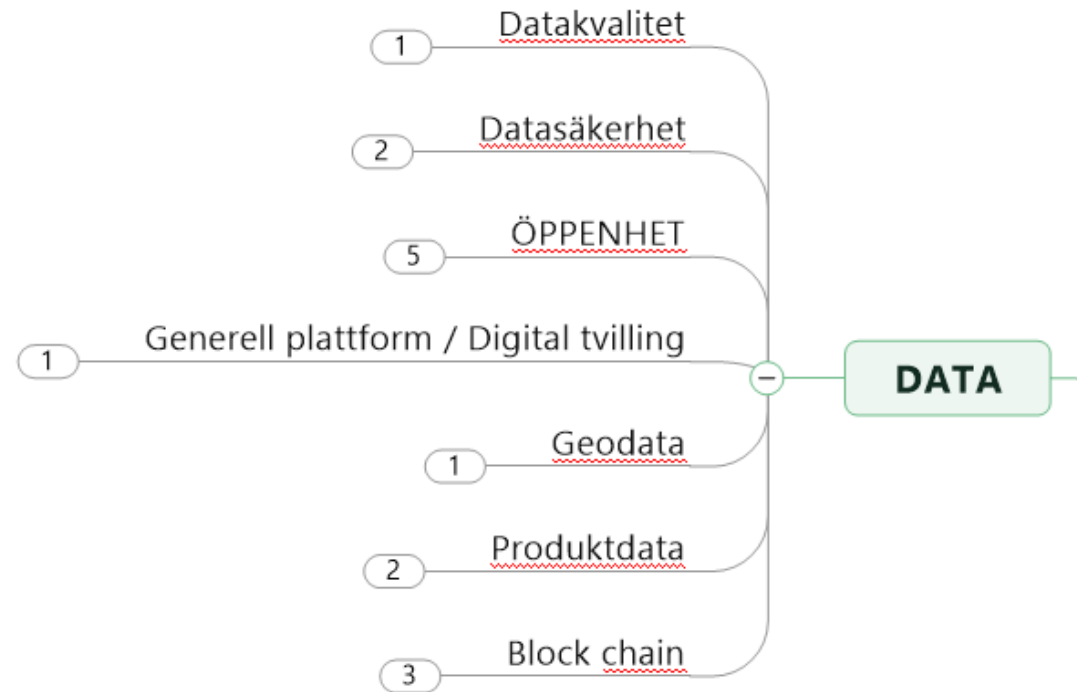 Datakvalitet
1
Datasäkerhet
2
ÖPPENHET
5
Generell plattform / Digital tvilling
1
DATA
Geodata
1
Produktdata
2
Block chain
3